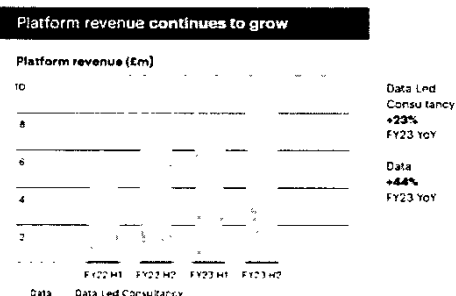 Platform revenue continues to grow
Platform revenue (£m)
10
8
6
4
2
FY22 H1 FY22 H2 FY23 H1 FY23 H2
Data Data Led Consultancy
Data Led
Consultancy
+23%
FY23 YoY
Data
+44%
FY23 YoY